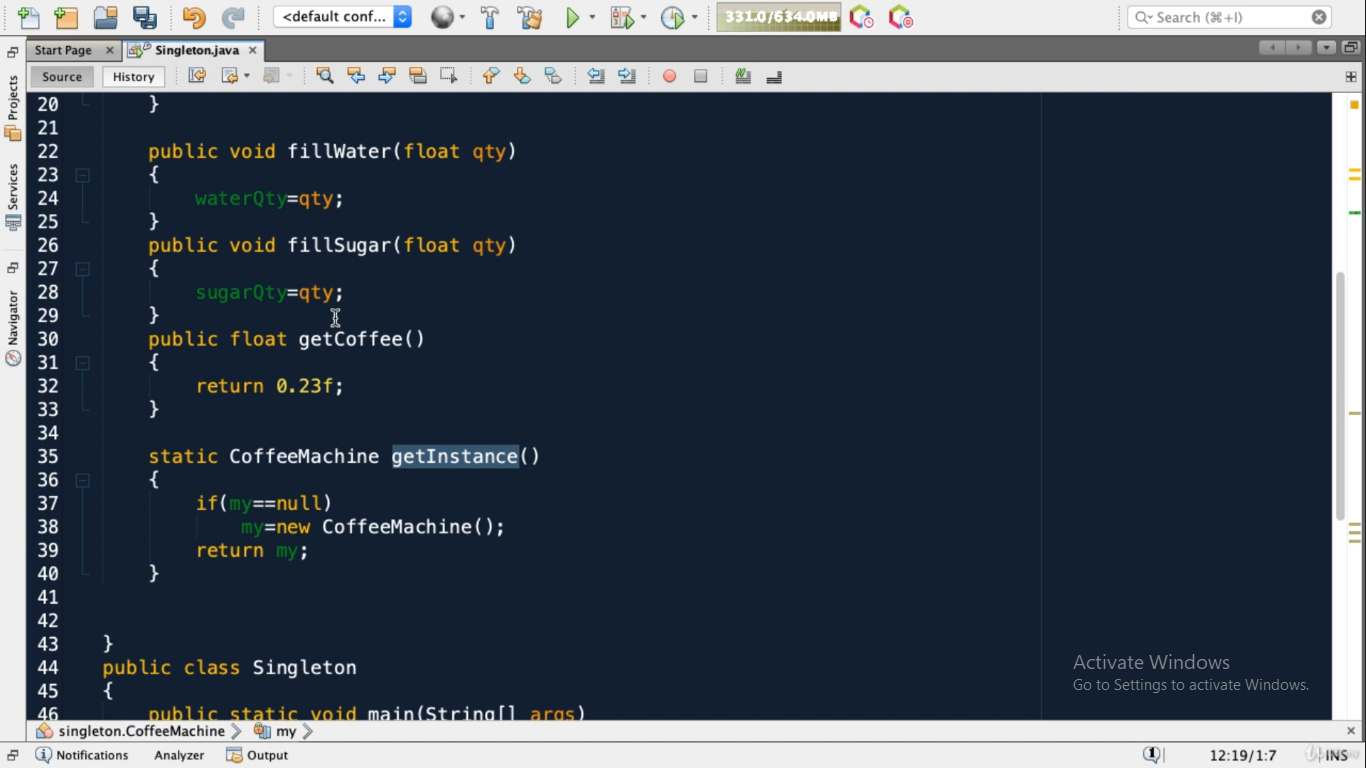 <default conf...
331.0/634.0MB
Search (⌘+I)
Start Page
Singleton.java
Source
History
Projects
Services
Navigator
20 }
21
22 public void fillWater(float qty)
23 {
24 waterQty=qty;
25 }
26 public void fillSugar(float qty)
27 {
28 sugarQty=qty;
29 }
30 public float getCoffee()
31 {
32 return 0.23f;
33 }
34
35 static CoffeeMachine getInstance()
36 {
37 if(my==null)
38 my=new CoffeeMachine();
39 return my;
40 }
41
42
43 }
44 public class Singleton
45 {
46 public static void main(String[] args)
Activate Windows
Go to Settings to activate Windows.
singleton.CoffeeMachine
my
Notifications
Analyzer
Output
1
12:19/1:7
INS